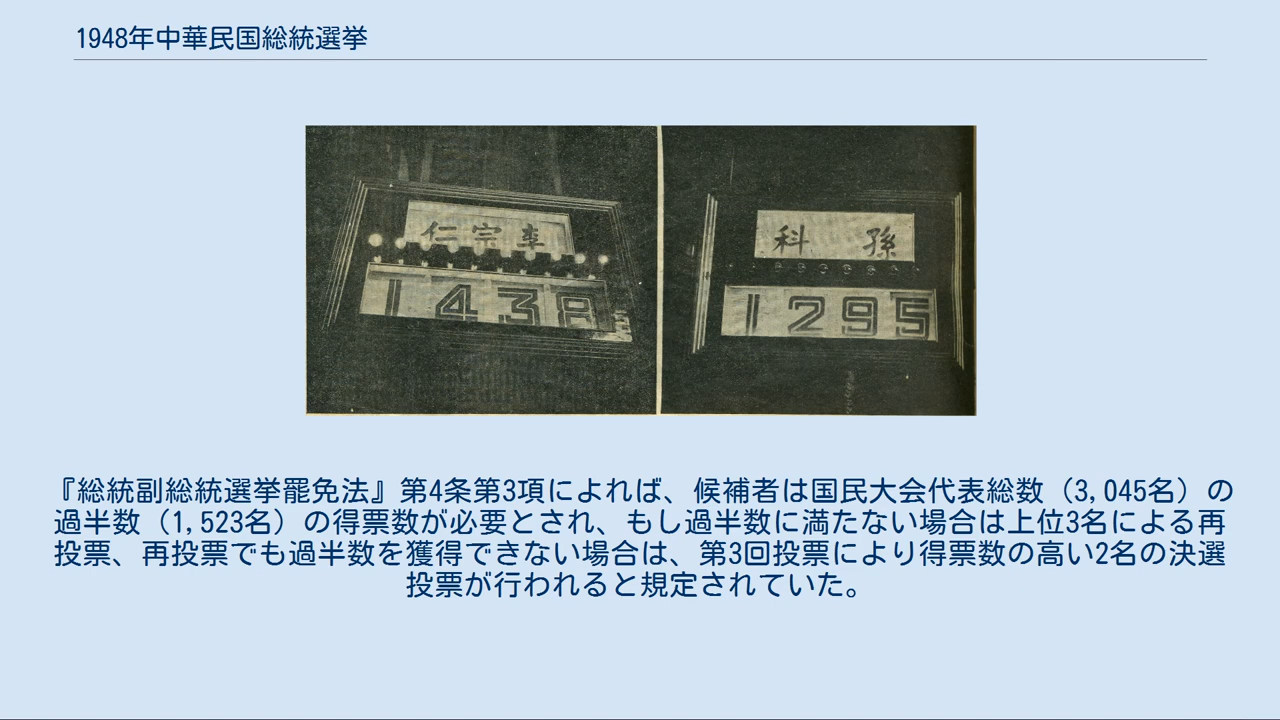 1948年中華民国総統選挙
仁宗李
1438
科孫
1295
『総統副総統選挙罷免法』第4条第3項によれば、候補者は国民大会代表総数（3,045名）の
過半数（1,523名）の得票数が必要とされ、もし過半数に満たない場合は上位3名による再
投票、再投票でも過半数を獲得できない場合は、第3回投票により得票数の高い2名の決選
投票が行われると規定されていた。